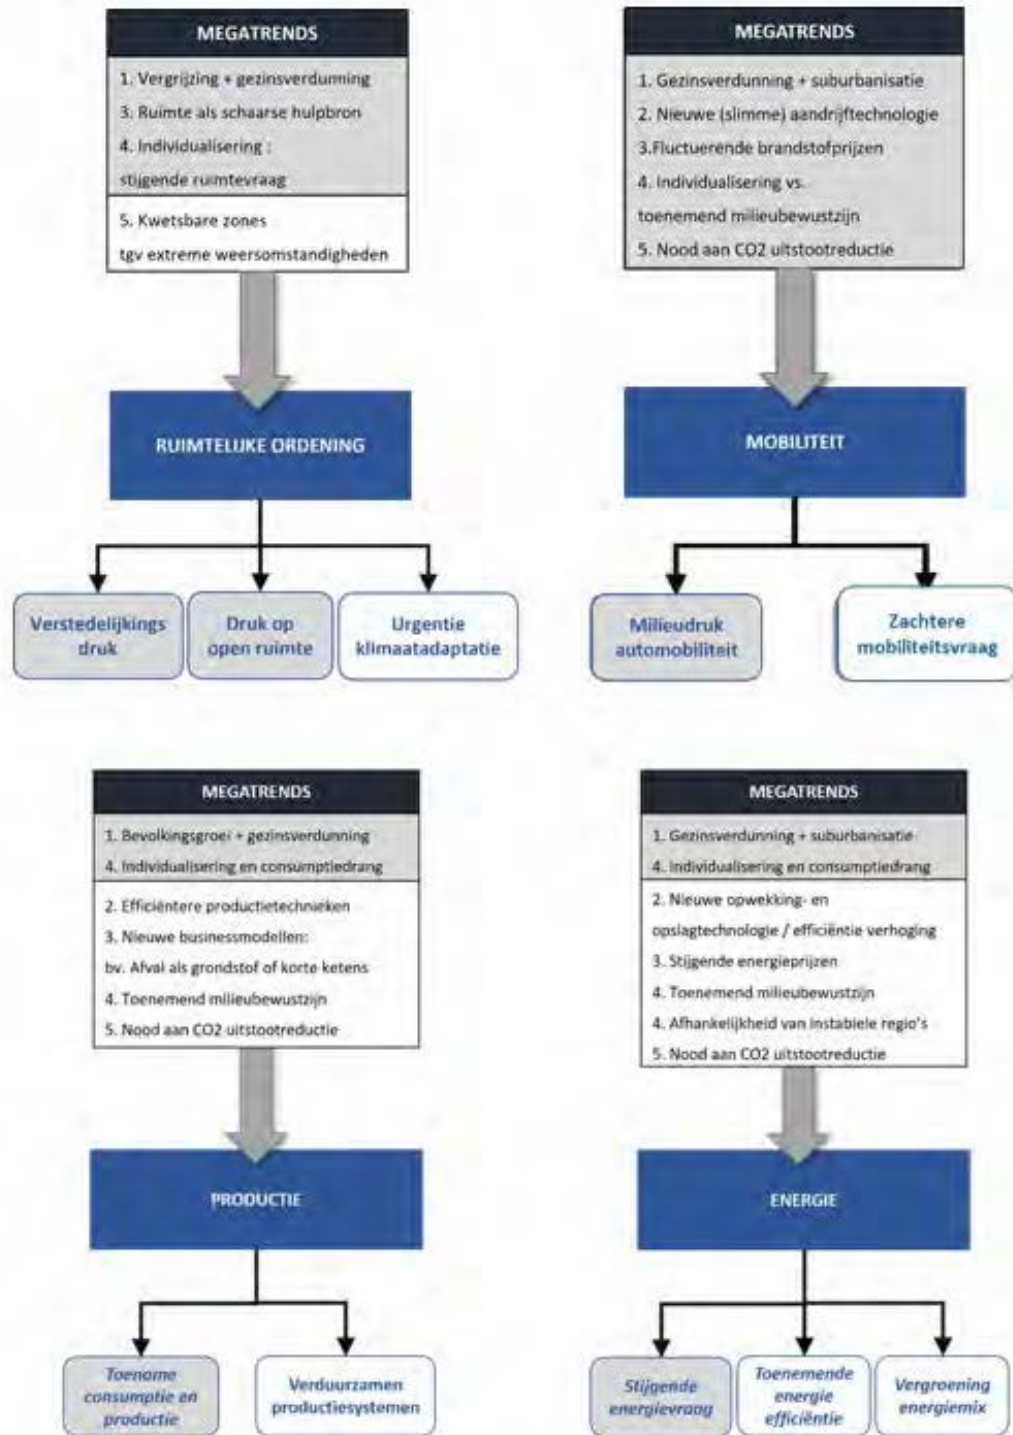 MEGATRENDS
1. Vergrijzing + gezinsverdunning
3. Ruimte als schaarse hulpbron
4. Individualisering :
stijgende ruimtevraag
5. Kwetsbare zones
tgv extreme weersomstandigheden
RUIMTELIJKE ORDENING
Verstedelijkings
druk
Druk op
open ruimte
Urgentie
klimaatadaptatie
MEGATRENDS
1. Gezinsverdunning + suburbanisatie
2. Nieuwe (slimme) aandrijftechnologie
3.Fluctuerende brandstofprijzen
4. Individualisering vs.
toenemend milieubewustzijn
5. Nood aan CO2 uitstootreductie
MOBILITEIT
Milieudruk
automobiliteit
Zachtere
mobiliteitsvraag
MEGATRENDS
1. Bevolkingsgroei + gezinsverdunning
4. Individualisering en consumptiedrang
2. Efficiëntere productietechnieken
3. Nieuwe businessmodellen:
bv. Afval als grondstof of korte ketens
4. Toenemend milieubewustzijn
5. Nood aan CO2 uitstootreductie
PRODUCTIE
Toename
consumptie en
productie
Verduurzamen
productiesystemen
MEGATRENDS
1. Gezinsverdunning + suburbanisatie
4. Individualisering en consumptiedrang
2. Nieuwe opwekking- en
opslagtechnologie / efficiëntie verhoging
3. Stijgende energieprijzen
4. Toenemend milieubewustzijn
4. Afhankelijkheid van instabiele regio's
5. Nood aan CO2 uitstootreductie
ENERGIE
Stijgende
energievraag
Toenemende
energie
efficiëntie
Vergroening
energiemix